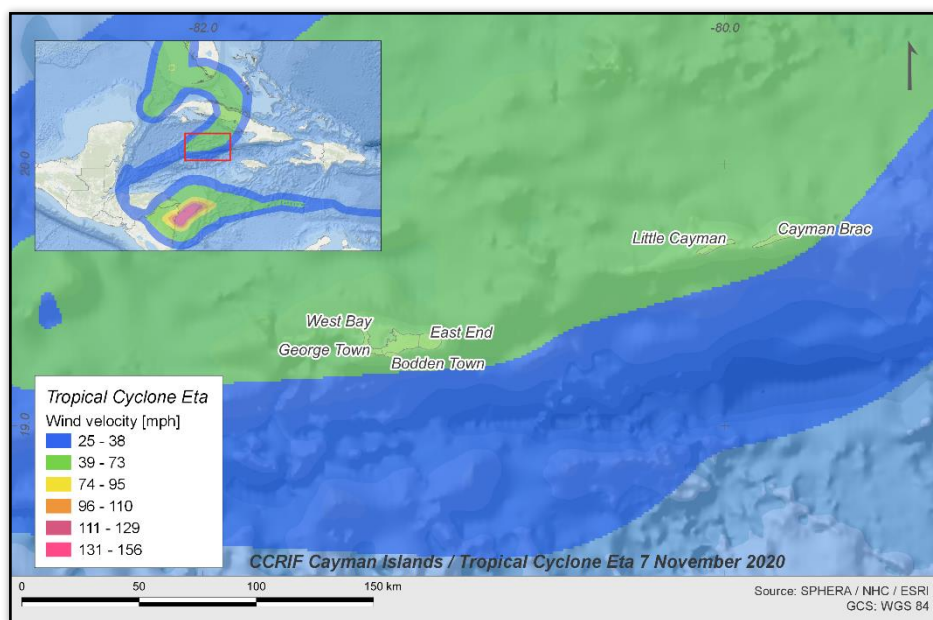 -82.0
-80.0
20.0
19.0
Little Cayman
Cayman Brac
West Bay
East End
George Town
Bodden Town
Tropical Cyclone Eta
Wind velocity [mph]
25 - 38
39 - 73
74 - 95
96 - 110
111 - 129
131 - 156
CCRIF Cayman Islands / Tropical Cyclone Eta 7 November 2020
0 50 100 150 km
Source: SPHERA / NHC / ESRI
GCS: WGS 84